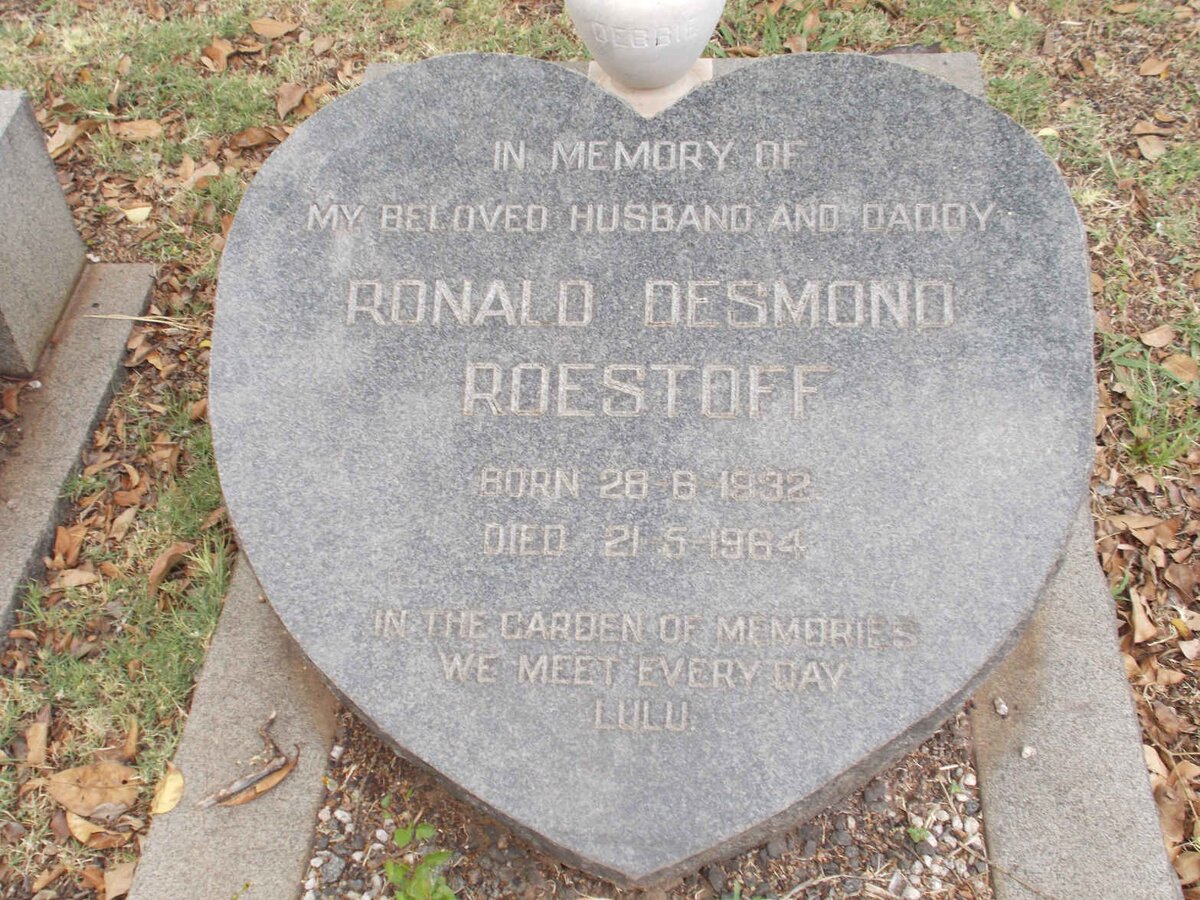 DEBBIE
IN MEMORY OF
MY BELOVED HUSBAND AND DADDY
RONALD DESMOND
ROESTOFF
BORN 28-6-1932.
DIED 21-5-1964
IN THE GARDEN OF MEMORIES
WE MEET EVERY DAY
LULU.